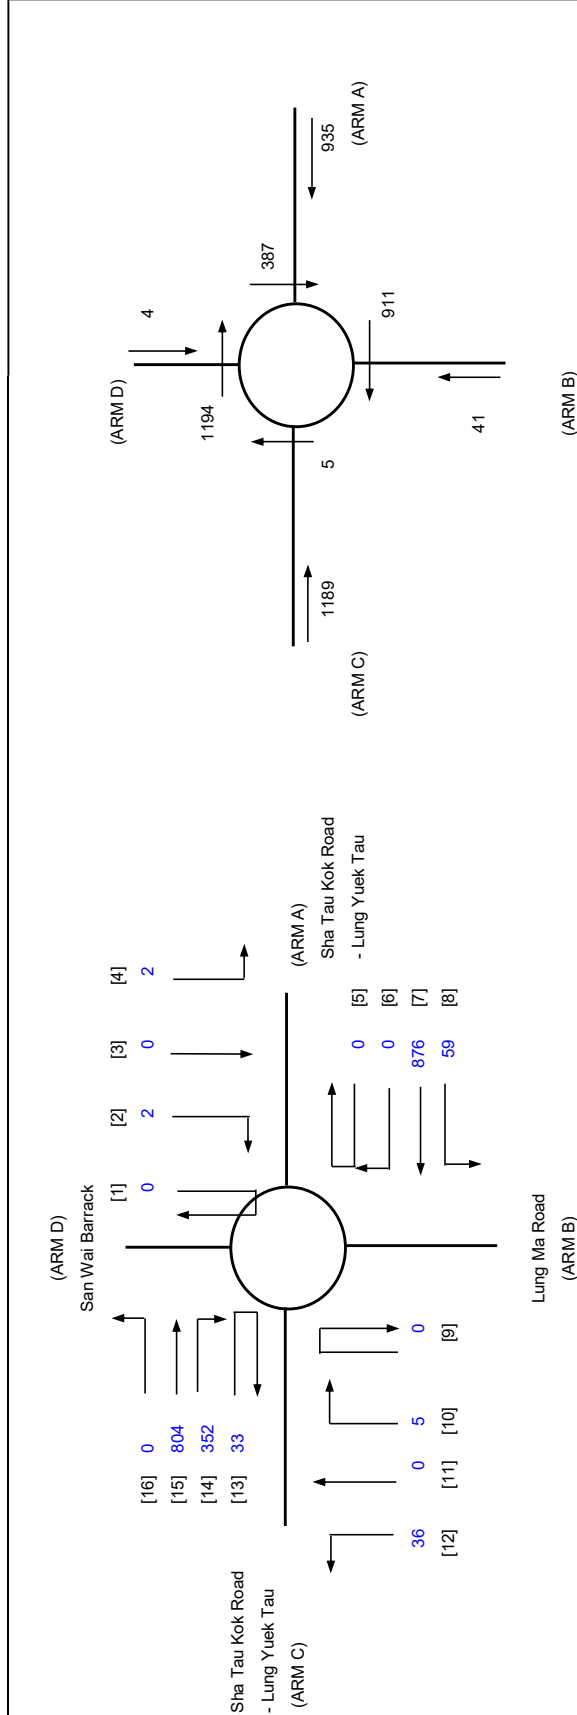 (ARM D)
San Wai Barrack
[1] [2] [3] [4]
0 2 0 2
[16] 0
[15] 804
[14] 352
[13] 33
Sha Tau Kok Road
- Lung Yuek Tau
(ARM C)
(ARM A)
Sha Tau Kok Road
- Lung Yuek Tau
0 [5]
0 [6]
876 [7]
59 [8]
36 0 5 0
[12] [11] [10] [9]
Lung Ma Road
(ARM B)
(ARM D)
4
1194
387
935
(ARM A)
5
911
1189
(ARM C)
41
(ARM B)